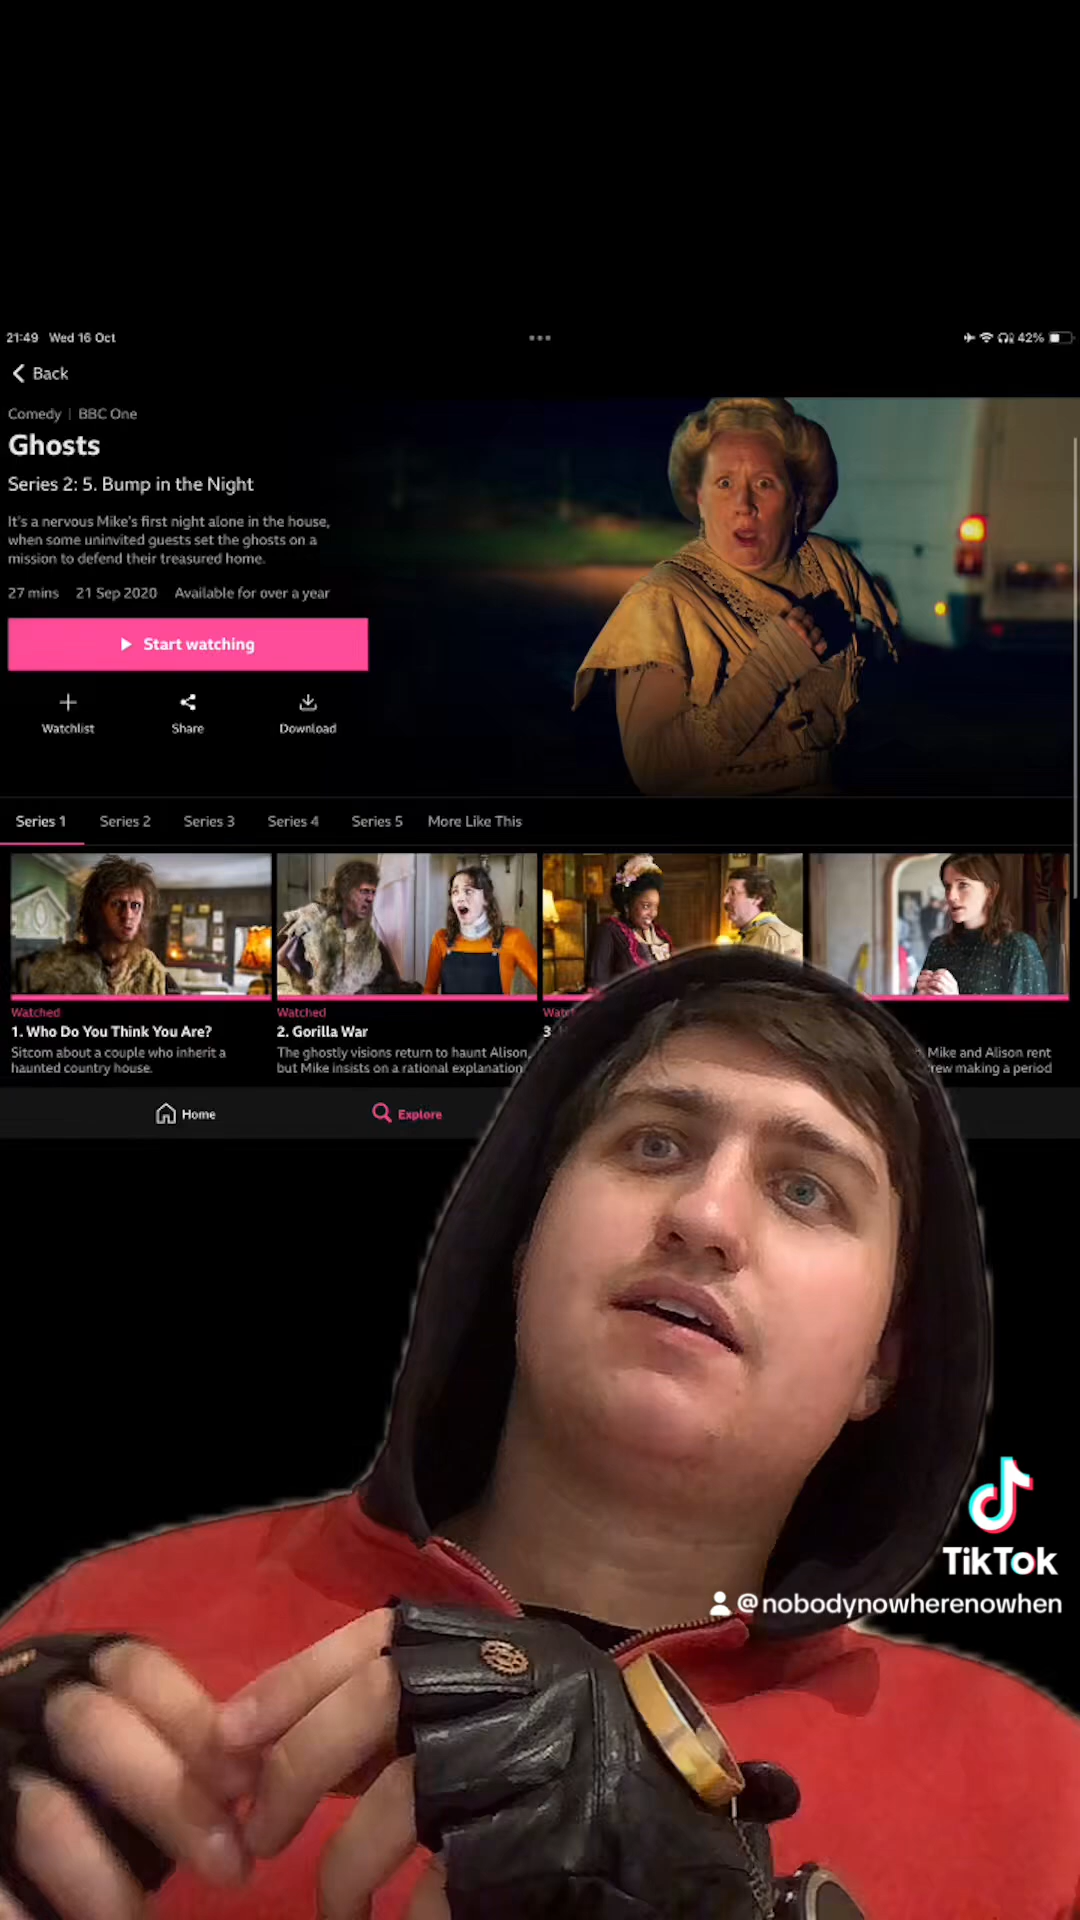 21:49 Wed 16 Oct
42%
Back
Comedy | BBC One
Ghosts
Series 2: 5. Bump in the Night
It's a nervous Mike's first night alone in the house,
when some uninvited guests set the ghosts on a
mission to defend their treasured home.
27 mins 21 Sep 2020 Available for over a year
Start watching
Watchlist Share Download
Series 1 Series 2 Series 3 Series 4 Series 5 More Like This
Watched
1. Who Do You Think You Are?
Sitcom about a couple who inherit a
haunted country house.
Watched
2. Gorilla War
The ghostly visions return to haunt Alison,
but Mike insists on a rational explanation
3.
Mike and Alison rent
making a period
Home Explore
TikTok
@nobodynowherenowhen